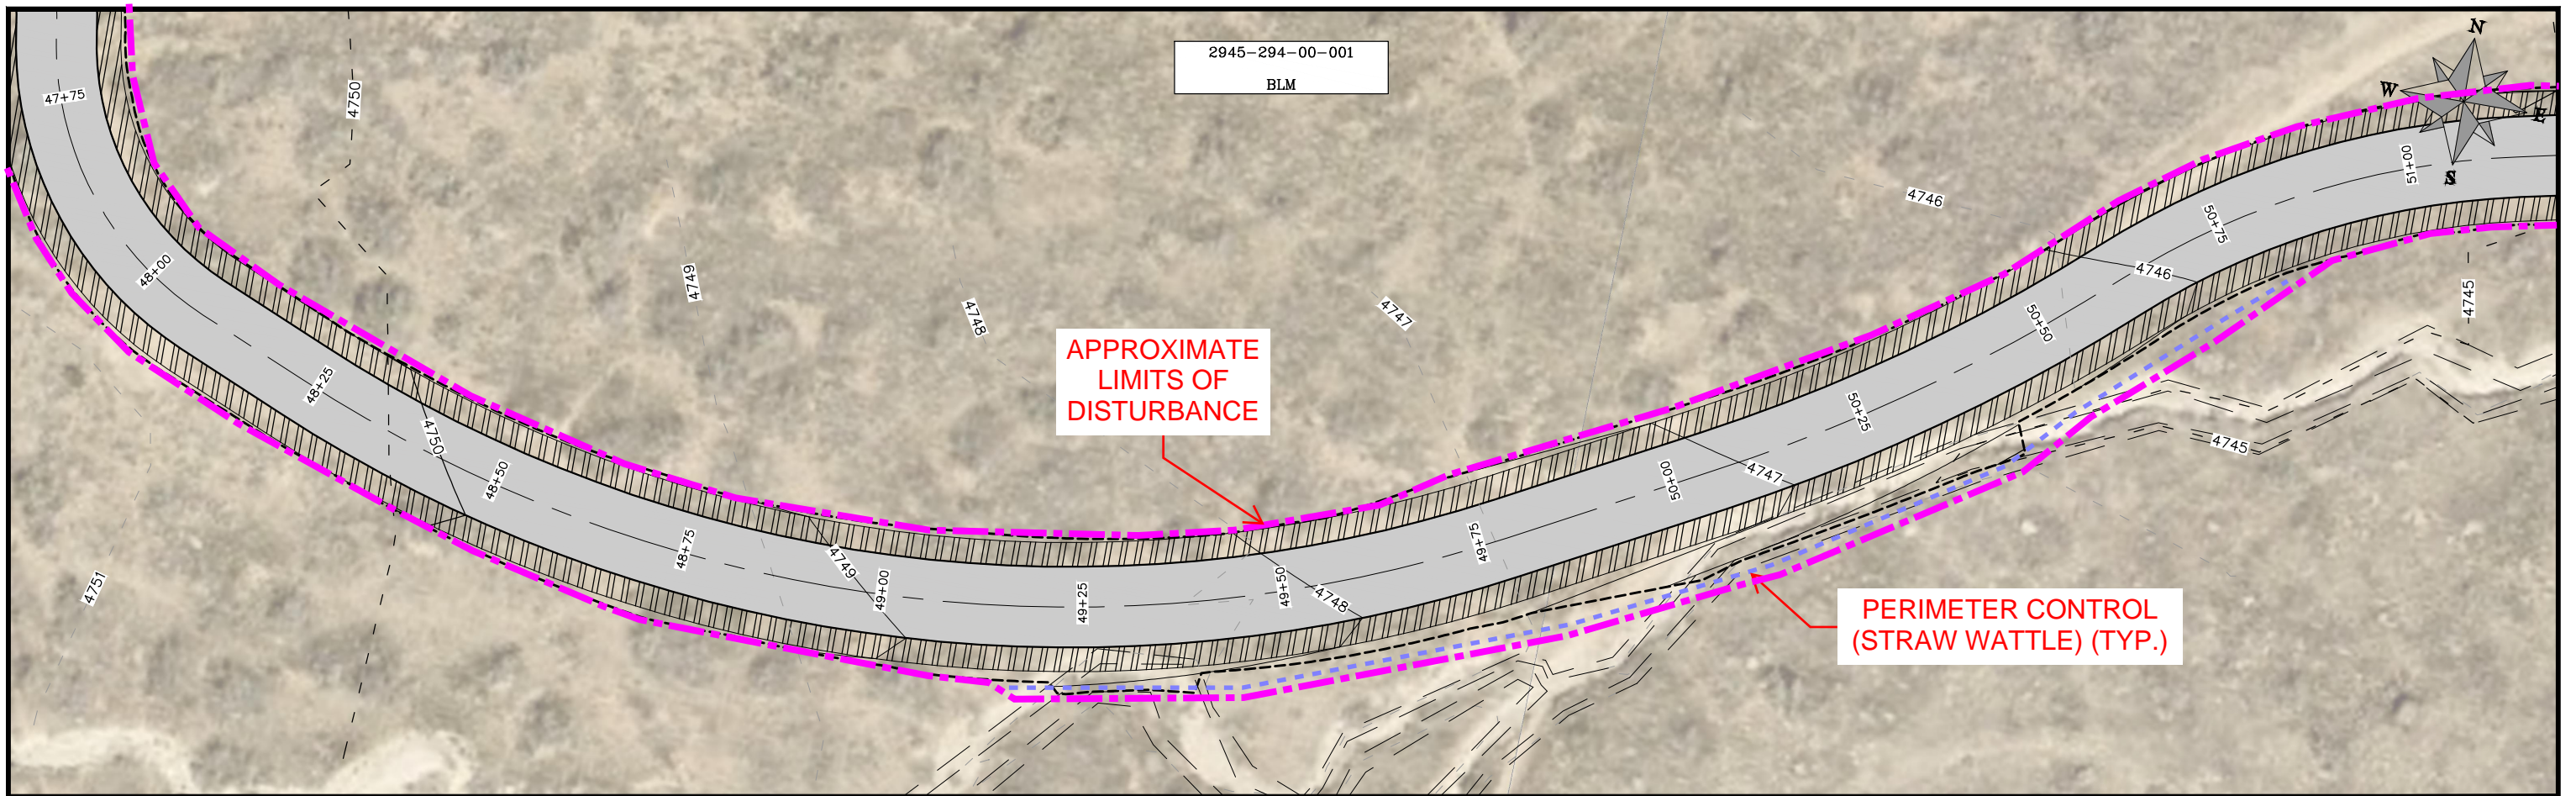 2945-294-00-001
BLM
N
W
E
S
47+75
4750
48+00
4749
4748
4747
4746
51+00
50+75
4746
4745
50+50
48+25
APPROXIMATE
LIMITS OF
DISTURBANCE
50+25
4750
48+50
4745
50+00
4747
48+75
49+75
4749
49+00
49+25
49+50
4748
4751
PERIMETER CONTROL
(STRAW WATTLE) (TYP.)